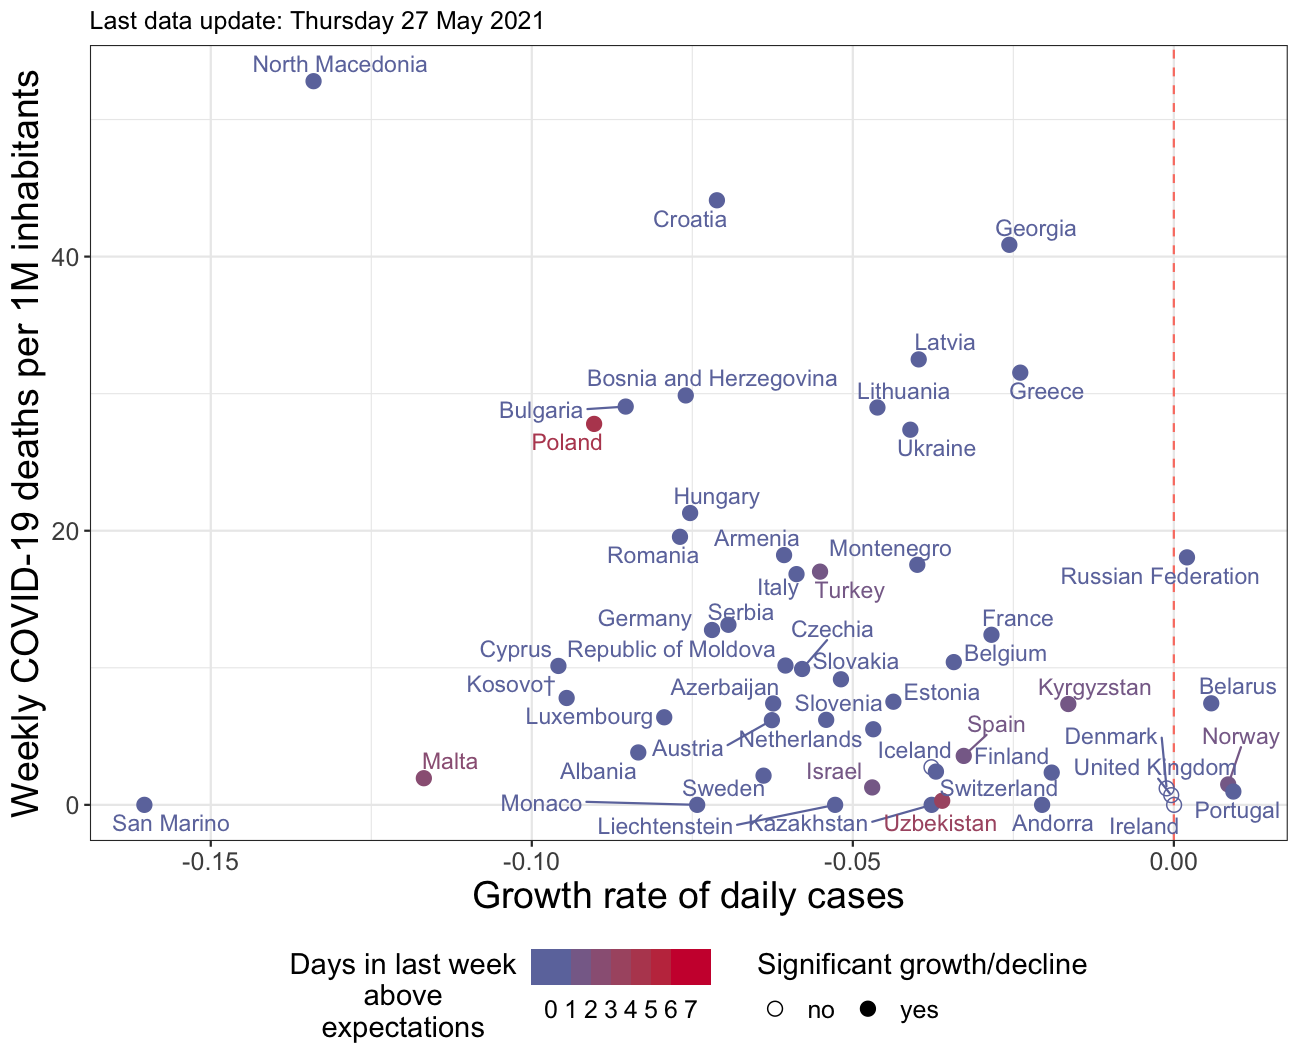 Last data update: Thursday 27 May 2021
Weekly COVID-19 deaths per 1M inhabitants
40
20
0
North Macedonia
Croatia
Georgia
Latvia
Bosnia and Herzegovina
Lithuania
Greece
Bulgaria
Poland
Ukraine
Hungary
Armenia
Montenegro
Romania
Russian Federation
Italy
Turkey
Serbia
Germany
France
Czechia
Cyprus
Republic of Moldova
Belgium
Slovakia
Kosovo†
Azerbaijan
Kyrgyzstan
Belarus
Estonia
Slovenia
Luxembourg
Spain
Denmark
Norway
Netherlands
Austria
Iceland
Finland
Malta
Albania
Israel
United Kingdom
Sweden
Switzerland
Monaco
Portugal
San Marino
Liechtenstein
Kazakhstan
Uzbekistan
Andorra
Ireland
-0.15
-0.10
-0.05
0.00
Growth rate of daily cases
Days in last week
above
expectations
0 1 2 3 4 5 6 7
Significant growth/decline
no
yes